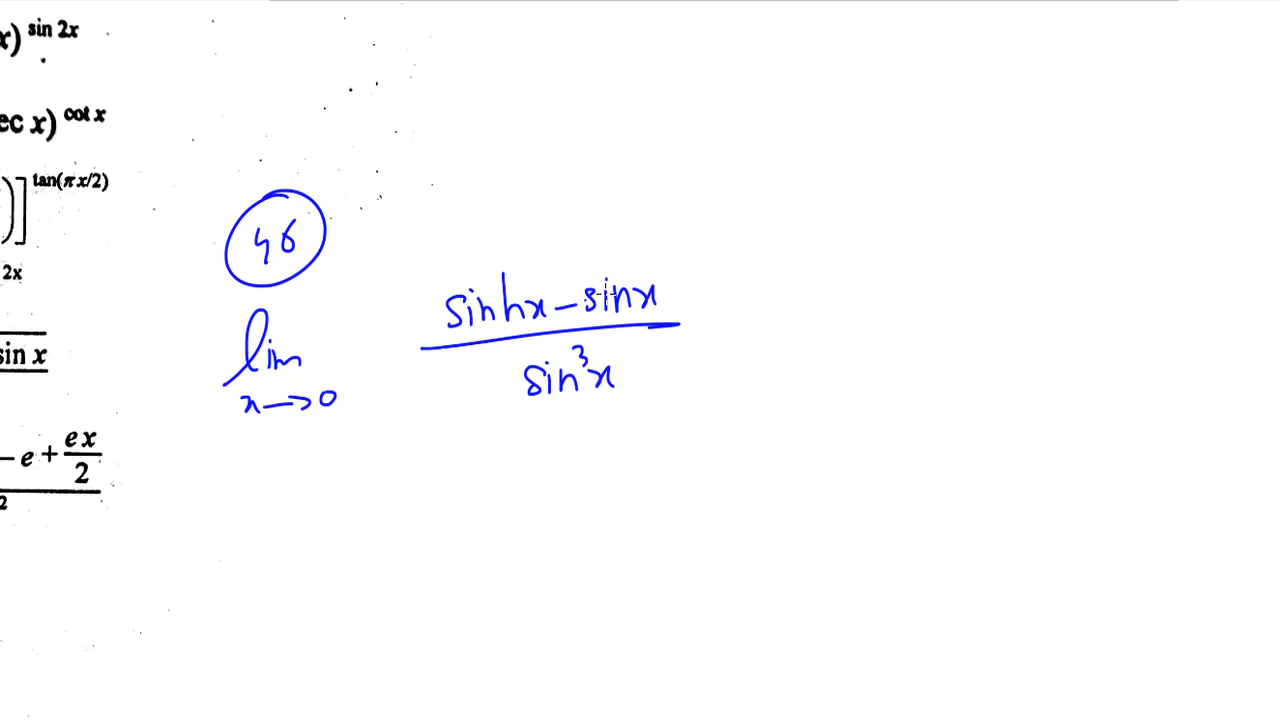 x) sin 2x
ec x) cot x
)] tan(πx/2)
2x
sin x
– e + ex/2
2
46
lim x→0 (sinhx – sinx) / sin³x